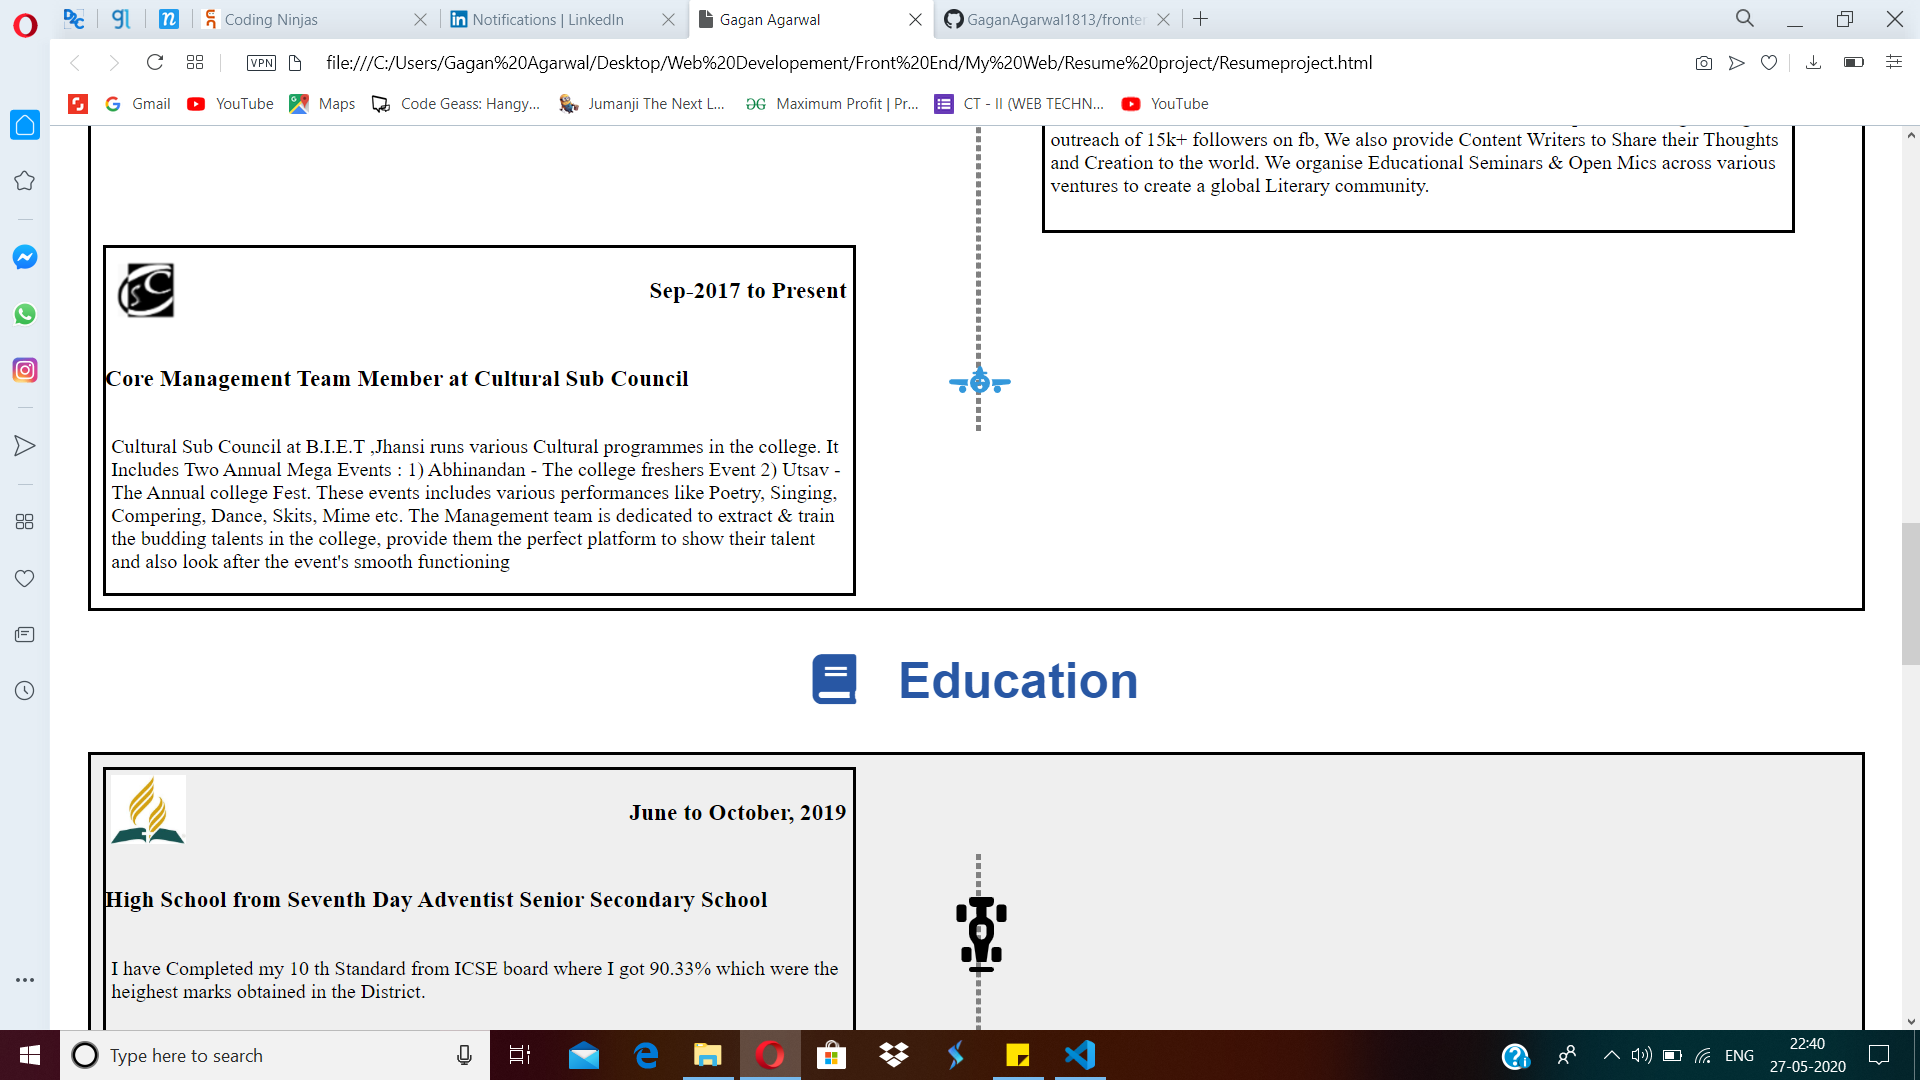 Coding Ninjas
Notifications | LinkedIn
Gagan Agarwal
GaganAgarwal1813/fronte
VPN
file:///C:/Users/Gagan%20Agarwal/Desktop/Web%20Developement/Front%20End/My%20Web/Resume%20project/Resumeproject.html
Gmail
YouTube
Maps
Code Geass: Hangy...
Jumanji The Next L...
Maximum Profit | Pr...
CT - II (WEB TECHN...
YouTube
outreach of 15k+ followers on fb, We also provide Content Writers to Share their Thoughts
and Creation to the world. We organise Educational Seminars & Open Mics across various
ventures to create a global Literary community.
Sep-2017 to Present
Core Management Team Member at Cultural Sub Council
Cultural Sub Council at B.I.E.T ,Jhansi runs various Cultural programmes in the college. It
Includes Two Annual Mega Events : 1) Abhinandan - The college freshers Event 2) Utsav -
The Annual college Fest. These events includes various performances like Poetry, Singing,
Compering, Dance, Skits, Mime etc. The Management team is dedicated to extract & train
the budding talents in the college, provide them the perfect platform to show their talent
and also look after the event's smooth functioning
Education
June to October, 2019
High School from Seventh Day Adventist Senior Secondary School
I have Completed my 10 th Standard from ICSE board where I got 90.33% which were the
heighest marks obtained in the District.
Type here to search
ENG
22:40
27-05-2020